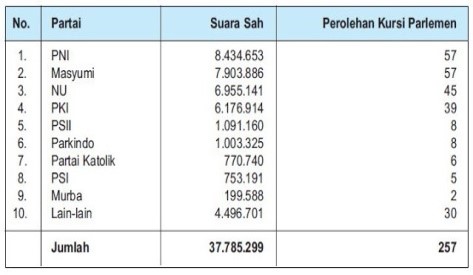 No. Partai Suara Sah Perolehan Kursi Parlemen
1. PNI 8.434.653 57
2. Masyumi 7.903.886 57
3. NU 6.955.141 45
4. PKI 6.176.914 39
5. PSII 1.091.160 8
6. Parkindo 1.003.325 8
7. Partai Katolik 770.740 6
8. PSI 753.191 5
9. Murba 199.588 2
10. Lain-lain 4.496.701 30
Jumlah 37.785.299 257